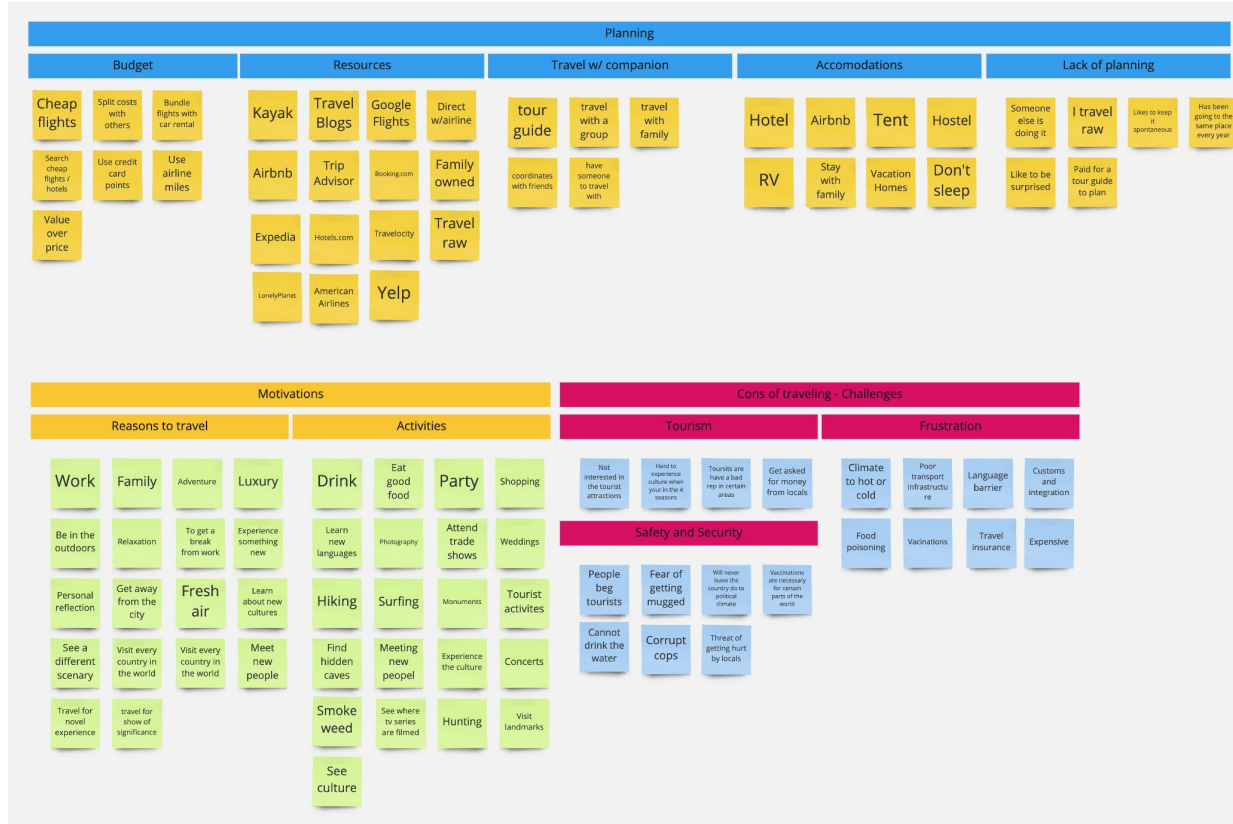 Planning
Budget
Resources
Travel w/ companion
Accomodations
Lack of planning
Cheap
flights
Split costs
with
others
Bundle
flights with
car rental
Search
cheap
flights /
hotels
Use credit
card
points
Use
airline
miles
Value
over
price
Kayak
Travel
Blogs
Google
Flights
Direct
w/airline
Airbnb
Trip
Advisor
Booking.com
Family
owned
Expedia
Hotels.com
Travelocity
Travel
raw
LonelyPlanet
American
Airlines
Yelp
tour
guide
travel
with a
group
travel
with
family
coordinates
with friends
have
someone
to travel
with
Hotel
Airbnb
Tent
Hostel
RV
Stay
with
family
Vacation
Homes
Don't
sleep
Someone
else is
doing it
I travel
raw
Likes to keep
it
spontaneous
Has been
going to the
same place
every year
Like to be
surprised
Paid for a
tour guide
to plan
Motivations
Reasons to travel
Activities
Work
Family
Adventure
Luxury
Be in the
outdoors
Relaxation
To get a
break
from work
Experience
something
new
Personal
reflection
Get away
from the
city
Fresh
air
Learn
about new
cultures
See a
different
scenary
Visit every
country in
the world
Visit every
country in
the world
Meet
new
people
Travel for
novel
experience
travel for
show of
significance
Drink
Eat
good
food
Party
Shopping
Learn
new
languages
Photography
Attend
trade
shows
Weddings
Hiking
Surfing
Monuments
Tourist
activites
Find
hidden
caves
Meeting
new
peopel
Experience
the culture
Concerts
Smoke
weed
See where
tv series
are filmed
Hunting
Visit
landmarks
See
culture
Cons of traveling - Challenges
Tourism
Frustration
Not
interested in
the tourist
attractions
Hard to
experience
culture when
your in the 4
seasons
Toursits are
have a bad
rep in certain
areas
Get asked
for money
from locals
Safety and Security
People
beg
tourists
Fear of
getting
mugged
Will never
leave the
country do to
political
climate
Vaccinations
are necessary
for certain
parts of the
world
Cannot
drink the
water
Corrupt
cops
Threat of
getting hurt
by locals
Climate
to hot or
cold
Poor
transport
infrastructu
re
Language
barrier
Customs
and
integration
Food
poisoning
Vacinations
Travel
insurance
Expensive